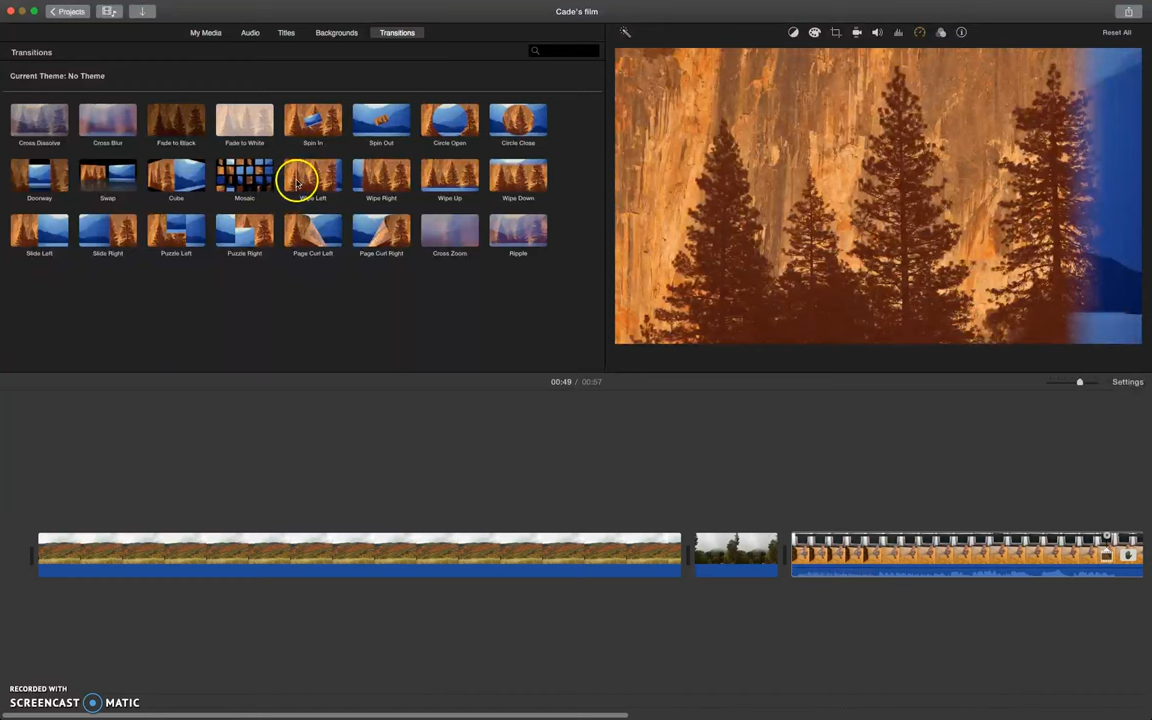 Projects
Cade's film
My Media Audio Titles Backgrounds Transitions
Reset All
Transitions
Current Theme: No Theme
Cross Dissolve Cross Blur Fade to Black Fade to White Spin In Spin Out Circle Open Circle Close
Doorway Swap Cube Mosaic Wipe Left Wipe Right Wipe Up Wipe Down
Slide Left Slide Right Puzzle Left Puzzle Right Page Curl Left Page Curl Right Cross Zoom Ripple
00:49 / 00:57
Settings
RECORDED WITH
SCREENCAST MATIC